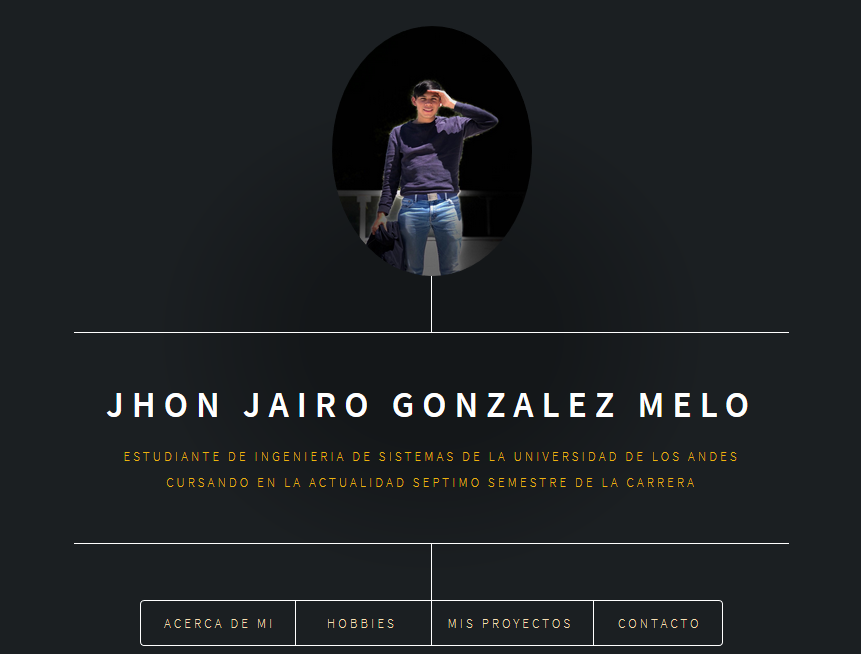 JHON JAIRO GONZALEZ MELO
ESTUDIANTE DE INGENIERIA DE SISTEMAS DE LA UNIVERSIDAD DE LOS ANDES
CURSANDO EN LA ACTUALIDAD SEPTIMO SEMESTRE DE LA CARRERA
ACERCA DE MI HOBBIES MIS PROYECTOS CONTACTO